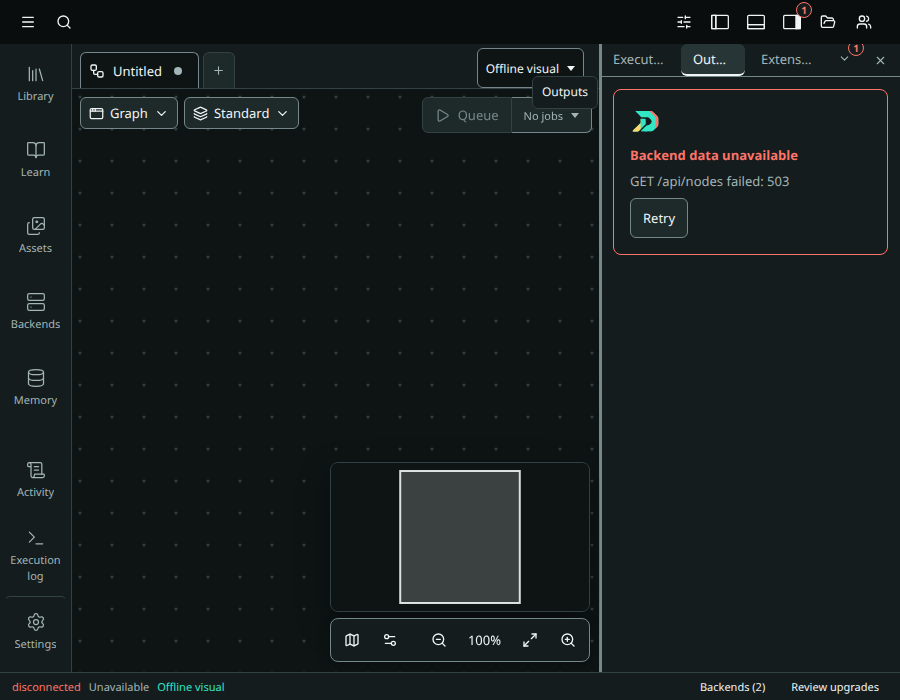 1
Untitled
+
Offline visual
Outputs
Execut...
Out...
Extens...
1
Library
Learn
Assets
Backends
Memory
Activity
Execution
log
Settings
Graph
Standard
Queue
No jobs
Backend data unavailable
GET /api/nodes failed: 503
Retry
100%
disconnected
Unavailable
Offline visual
Backends (2)
Review upgrades